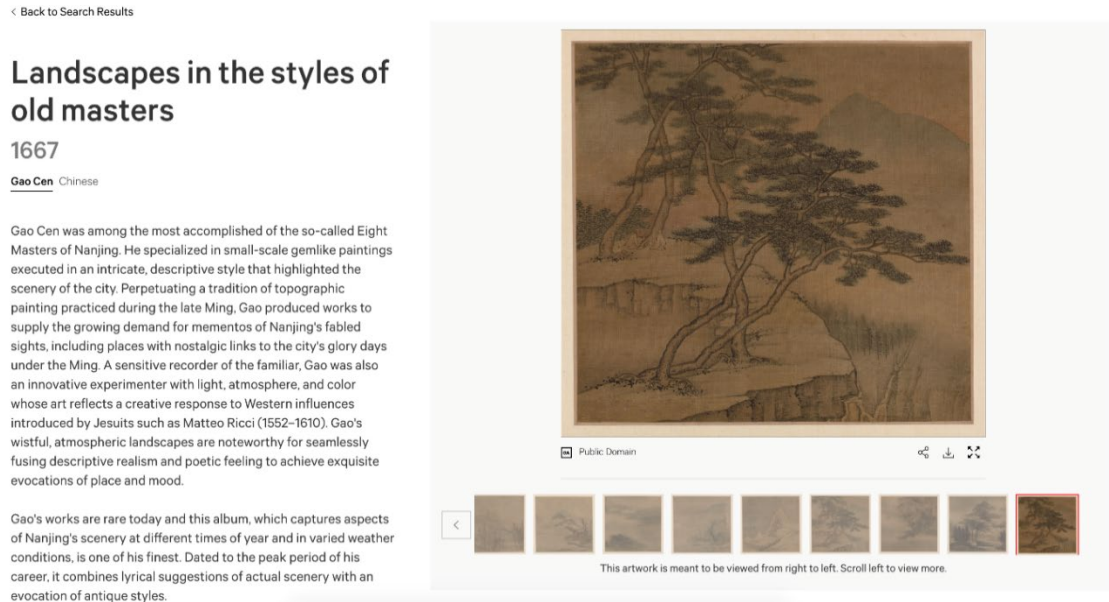 < Back to Search Results
Landscapes in the styles of
old masters
1667
Gao Cen Chinese
Gao Cen was among the most accomplished of the so-called Eight
Masters of Nanjing. He specialized in small-scale gemlike paintings
executed in an intricate, descriptive style that highlighted the
scenery of the city. Perpetuating a tradition of topographic
painting practiced during the late Ming, Gao produced works to
supply the growing demand for mementos of Nanjing's fabled
sights, including places with nostalgic links to the city's glory days
under the Ming. A sensitive recorder of the familiar, Gao was also
an innovative experimenter with light, atmosphere, and color
whose art reflects a creative response to Western influences
introduced by Jesuits such as Matteo Ricci (1552–1610). Gao's
wistful, atmospheric landscapes are noteworthy for seamlessly
fusing descriptive realism and poetic feeling to achieve exquisite
evocations of place and mood.
Gao's works are rare today and this album, which captures aspects
of Nanjing's scenery at different times of year and in varied weather
conditions, is one of his finest. Dated to the peak period of his
career, it combines lyrical suggestions of actual scenery with an
evocation of antique styles.
OA Public Domain
This artwork is meant to be viewed from right to left. Scroll left to view more.